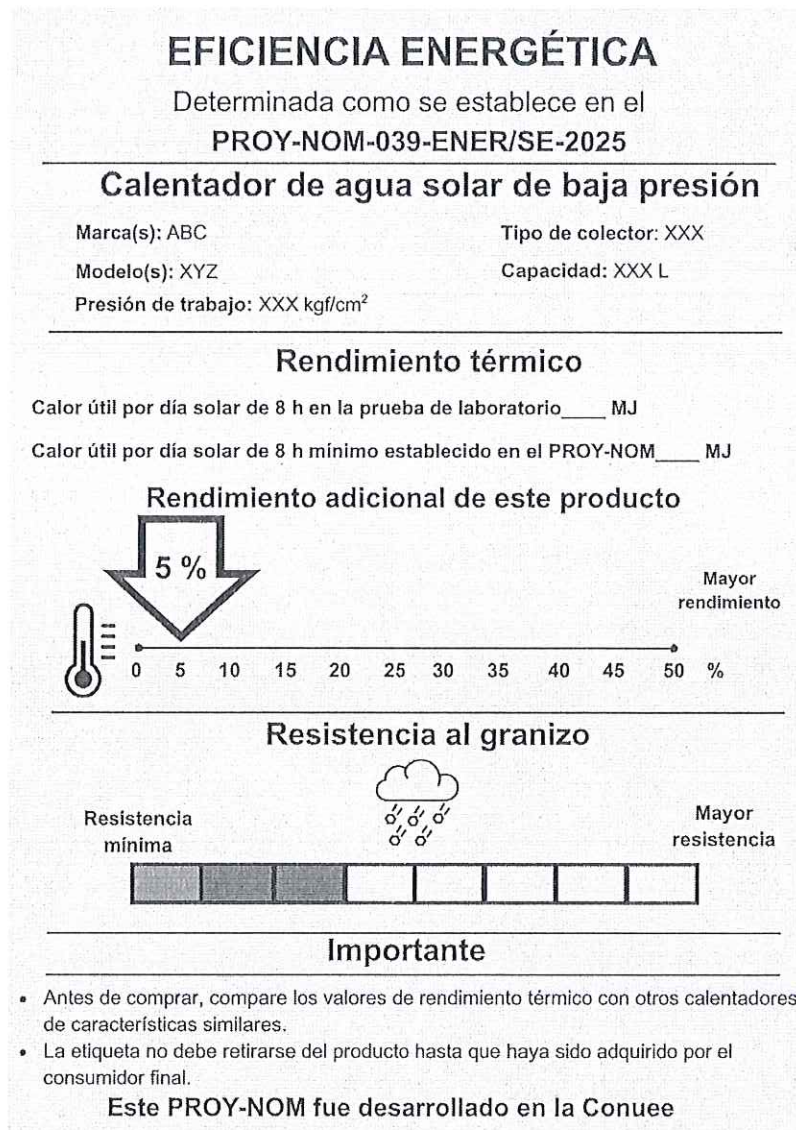 EFICIENCIA ENERGÉTICA
Determinada como se establece en el
PROY-NOM-039-ENER/SE-2025
Calentador de agua solar de baja presión
Marca(s): ABC
Tipo de colector: XXX
Modelo(s): XYZ
Capacidad: XXX L
Presión de trabajo: XXX kgf/cm²
Rendimiento térmico
Calor útil por día solar de 8 h en la prueba de laboratorio____ MJ
Calor útil por día solar de 8 h mínimo establecido en el PROY-NOM____ MJ
Rendimiento adicional de este producto
5 %
Mayor
rendimiento
0 5 10 15 20 25 30 35 40 45 50 %
Resistencia al granizo
Resistencia
mínima
Mayor
resistencia
Importante
• Antes de comprar, compare los valores de rendimiento térmico con otros calentadores
de características similares.
• La etiqueta no debe retirarse del producto hasta que haya sido adquirido por el
consumidor final.
Este PROY-NOM fue desarrollado en la Conuee